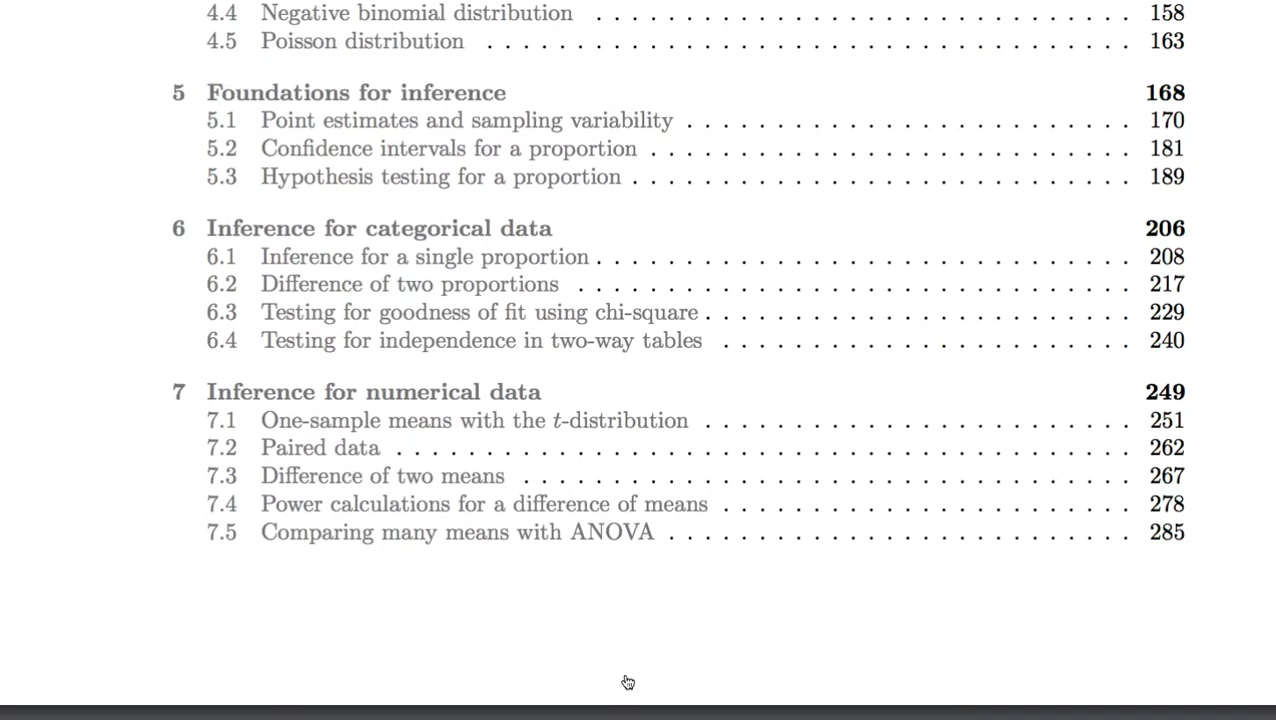 4.4 Negative binomial distribution . . . . . . . . . . . . . . . . . . . . . . . . 158
4.5 Poisson distribution . . . . . . . . . . . . . . . . . . . . . . . . . . . . . 163
5 Foundations for inference 168
5.1 Point estimates and sampling variability . . . . . . . . . . . . . . . . . . . . 170
5.2 Confidence intervals for a proportion . . . . . . . . . . . . . . . . . . . . . . 181
5.3 Hypothesis testing for a proportion . . . . . . . . . . . . . . . . . . . . . . 189
6 Inference for categorical data 206
6.1 Inference for a single proportion . . . . . . . . . . . . . . . . . . . . . . . . 208
6.2 Difference of two proportions . . . . . . . . . . . . . . . . . . . . . . . . . 217
6.3 Testing for goodness of fit using chi-square . . . . . . . . . . . . . . . . . . . 229
6.4 Testing for independence in two-way tables . . . . . . . . . . . . . . . . . . 240
7 Inference for numerical data 249
7.1 One-sample means with the t-distribution . . . . . . . . . . . . . . . . . . . 251
7.2 Paired data . . . . . . . . . . . . . . . . . . . . . . . . . . . . . . . . . 262
7.3 Difference of two means . . . . . . . . . . . . . . . . . . . . . . . . . . . 267
7.4 Power calculations for a difference of means . . . . . . . . . . . . . . . . . . 278
7.5 Comparing many means with ANOVA . . . . . . . . . . . . . . . . . . . . . 285